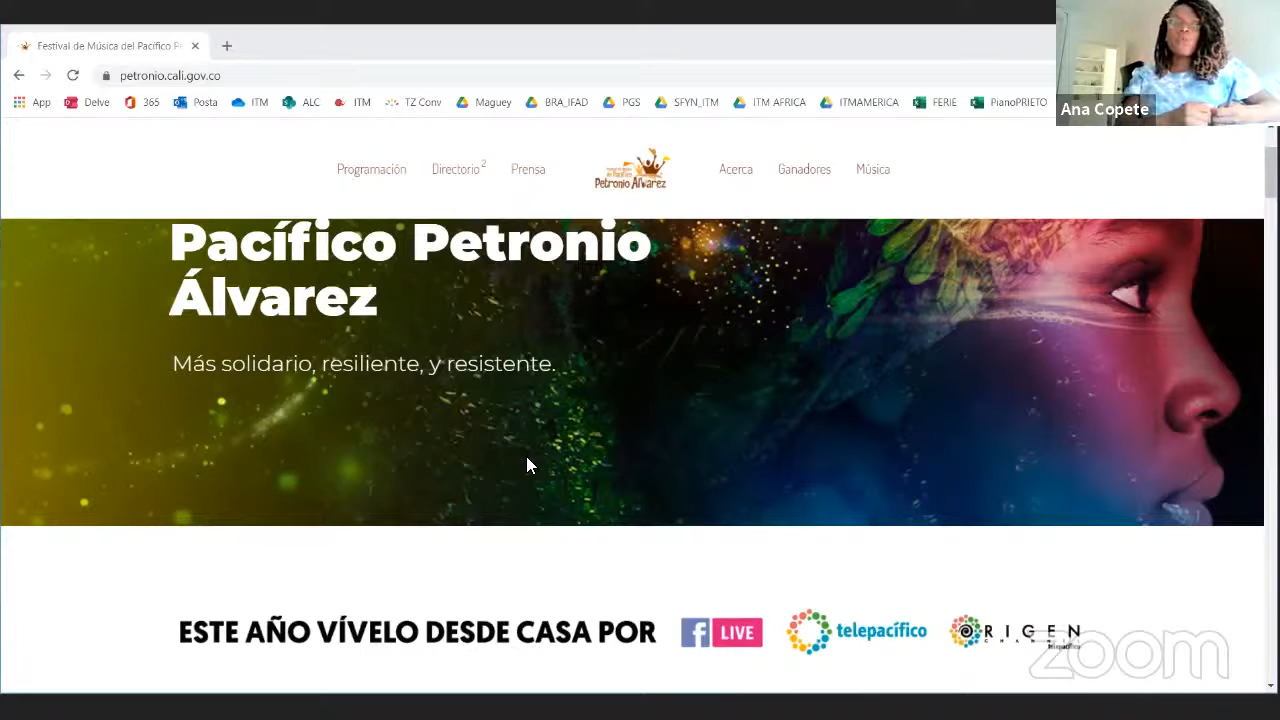 Festival de Música del Pacífico P
petronio.cali.gov.co
App Delve 365 Posta ITM ALC ITM TZ Conv Maguey BRA_IFAD PGS SFYN_ITM ITM AFRICA ITMAMERICA FERIE PianoPRIETO
Ana Copete
Programación Directorio 2 Prensa Petronio Álvarez Acerca Ganadores Música
Pacífico Petronio
Álvarez
Más solidario, resiliente, y resistente.
ESTE AÑO VÍVELO DESDE CASA POR f LIVE telepacífico ORIGEN
telepacífico
zoom